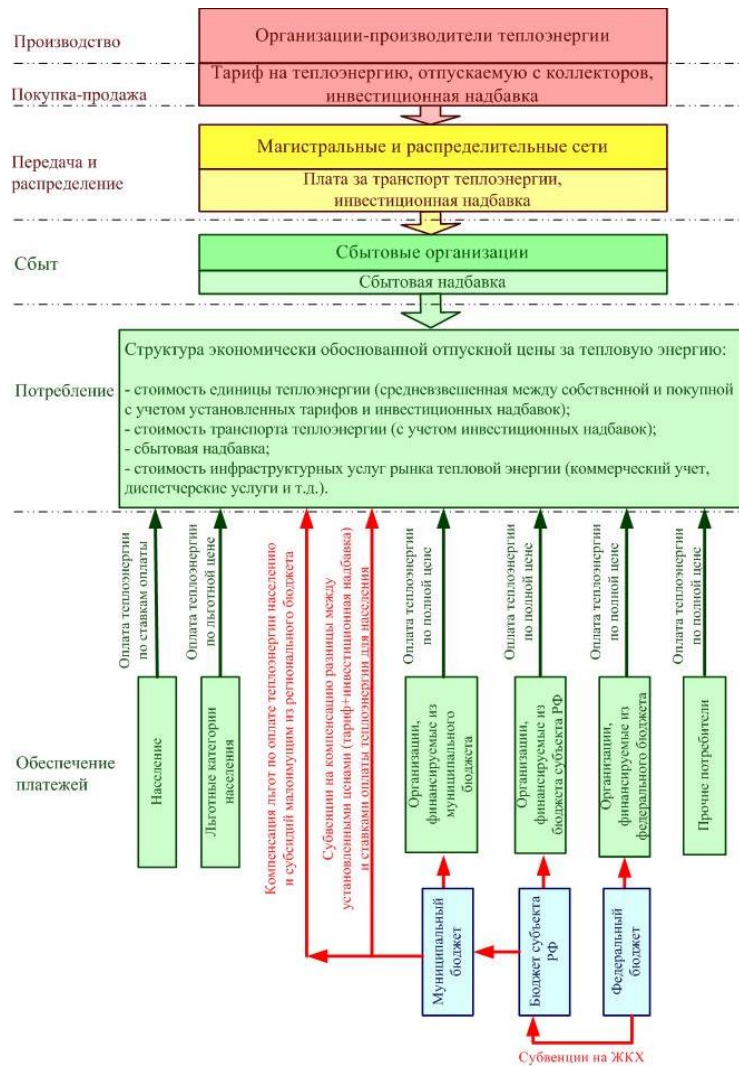 Производство
Организации-производители теплоэнергии
Покупка-продажа
Тариф на теплоэнергию, отпускаемую с коллекторов,
инвестиционная надбавка
Передача и
распределение
Магистральные и распределительные сети
Плата за транспорт теплоэнергии,
инвестиционная надбавка
Сбыт
Сбытовые организации
Сбытовая надбавка
Потребление
Структура экономически обоснованной отпускной цены за тепловую энергию:
- стоимость единицы теплоэнергии (средневзвешенная между собственной и покупной
с учетом установленных тарифов и инвестиционных надбавок);
- стоимость транспорта теплоэнергии (с учетом инвестиционных надбавок);
- сбытовая надбавка;
- стоимость инфраструктурных услуг рынка тепловой энергии (коммерческий учет,
диспетчерские услуги и т.д.).
Обеспечение
платежей
Оплата теплоэнергии
по ставкам оплаты
Оплата теплоэнергии
по льготной цене
Компенсация льгот по оплате теплоэнергии населению
и субсидий малоимущим из регионального бюджета
Субвенции на компенсацию разницы между
установленными ценами (тариф+инвестиционная надбавка)
и ставками оплаты теплоэнергии для населения
Оплата теплоэнергии
по полной цене
Оплата теплоэнергии
по полной цене
Оплата теплоэнергии
по полной цене
Оплата теплоэнергии
по полной цене
Население
Льготные категории
населения
Организации,
финансируемые из
муниципального
бюджета
Организации,
финансируемые из
бюджета субъекта РФ
Организации,
финансируемые из
федерального бюджета
Прочие потребители
Муниципальный
бюджет
Бюджет субъекта
РФ
Федеральный
бюджет
Субвенции на ЖКХ